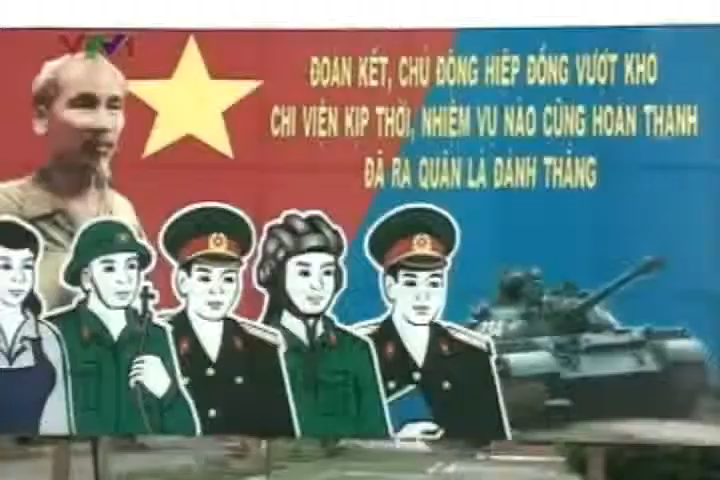 VTV1
ĐOÀN KẾT, CHỦ ĐỘNG HIỆP ĐỒNG VƯỢT KHÓ
CHI VIỆN KỊP THỜI, NHIỆM VỤ NÀO CŨNG HOÀN THÀNH
ĐÃ RA QUÂN LÀ ĐÁNH THẮNG